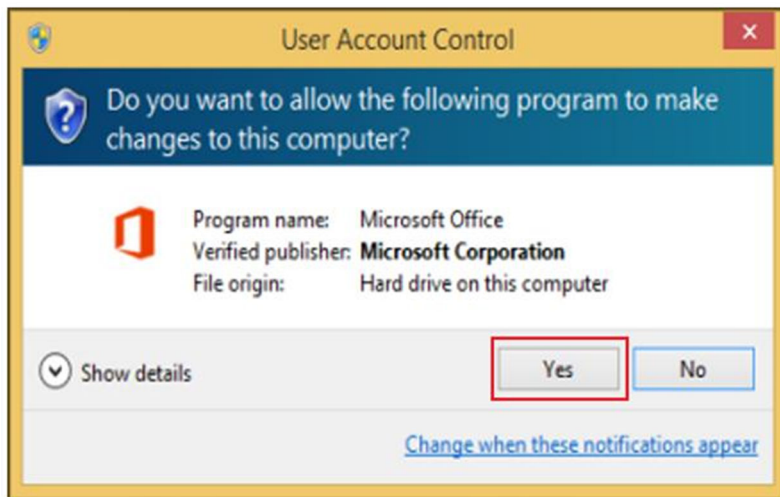 User Account Control
Do you want to allow the following program to make
changes to this computer?
Program name: Microsoft Office
Verified publisher: Microsoft Corporation
File origin: Hard drive on this computer
Show details
Yes
No
Change when these notifications appear